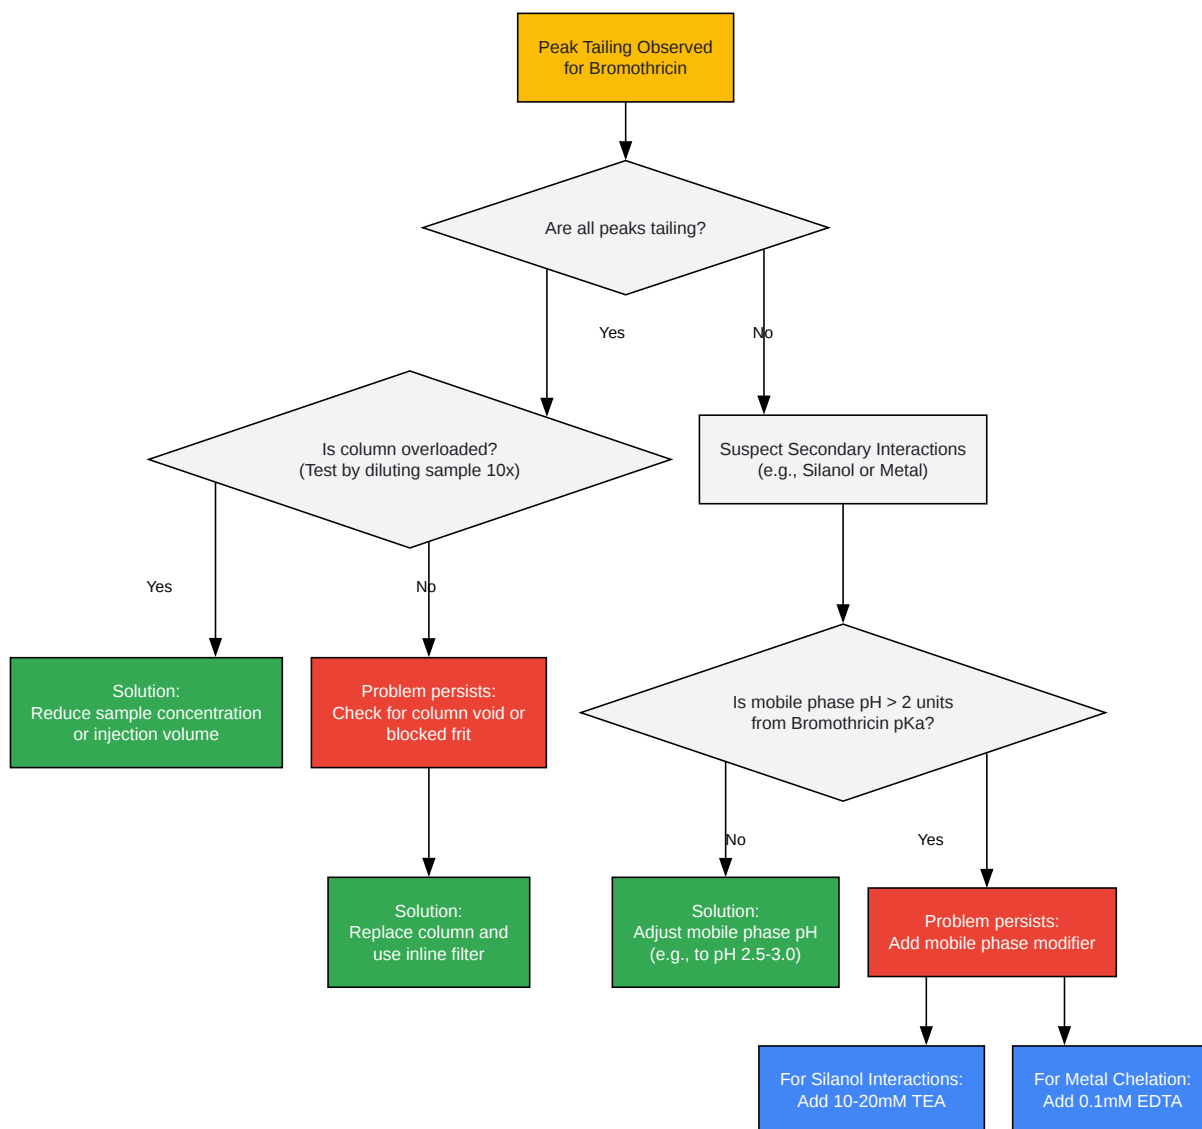 Peak Tailing Observed
for Bromothricin
Are all peaks tailing?
Yes
No
Is column overloaded?
(Test by diluting sample 10x)
Suspect Secondary Interactions
(e.g., Silanol or Metal)
Yes
No
Solution:
Reduce sample concentration
or injection volume
Problem persists:
Check for column void or
blocked frit
Is mobile phase pH > 2 units
from Bromothricin pKa?
No
Yes
Solution:
Replace column and
use inline filter
Solution:
Adjust mobile phase pH
(e.g., to pH 2.5-3.0)
Problem persists:
Add mobile phase modifier
For Silanol Interactions:
Add 10-20mM TEA
For Metal Chelation:
Add 0.1mM EDTA